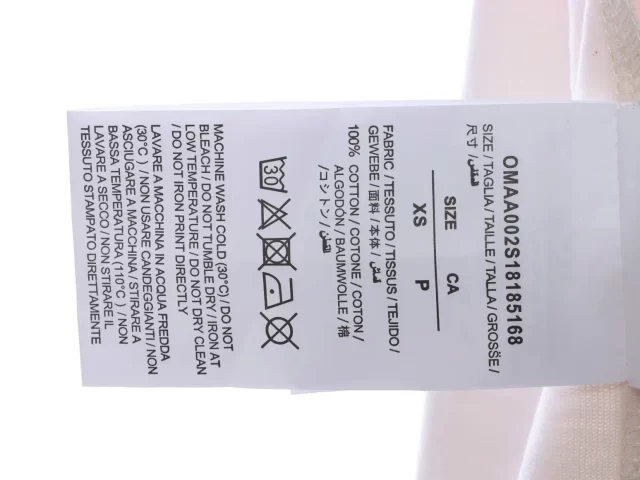 OMAA002S18185168
SIZE / TAGLIA / TAILLE / TALLA / GROSSE /
尺寸 /
SIZE CA
XS P
FABRIC / TESSUTO / TISSUS / TEJIDO /
GEWEBE / 面料 / 本体 / قماش
100% COTTON / COTONE / COTON /
ALGODÓN / BAUMWOLLE / 棉
/ コットン / القطن
30
MACHINE WASH COLD (30°C) / DO NOT
BLEACH / DO NOT TUMBLE DRY / IRON AT
LOW TEMPERATURE / DO NOT DRY CLEAN
/ DO NOT IRON PRINT DIRECTLY
LAVARE A MACCHINA IN ACQUA FREDDA
(30°C) / NON USARE CANDEGGIANTI / NON
ASCIUGARE A MACCHINA / STIRARE A
BASSA TEMPERATURA (110°C) / NON
LAVARE A SECCO / NON STIRARE IL
TESSUTO STAMPATO DIRETTAMENTE